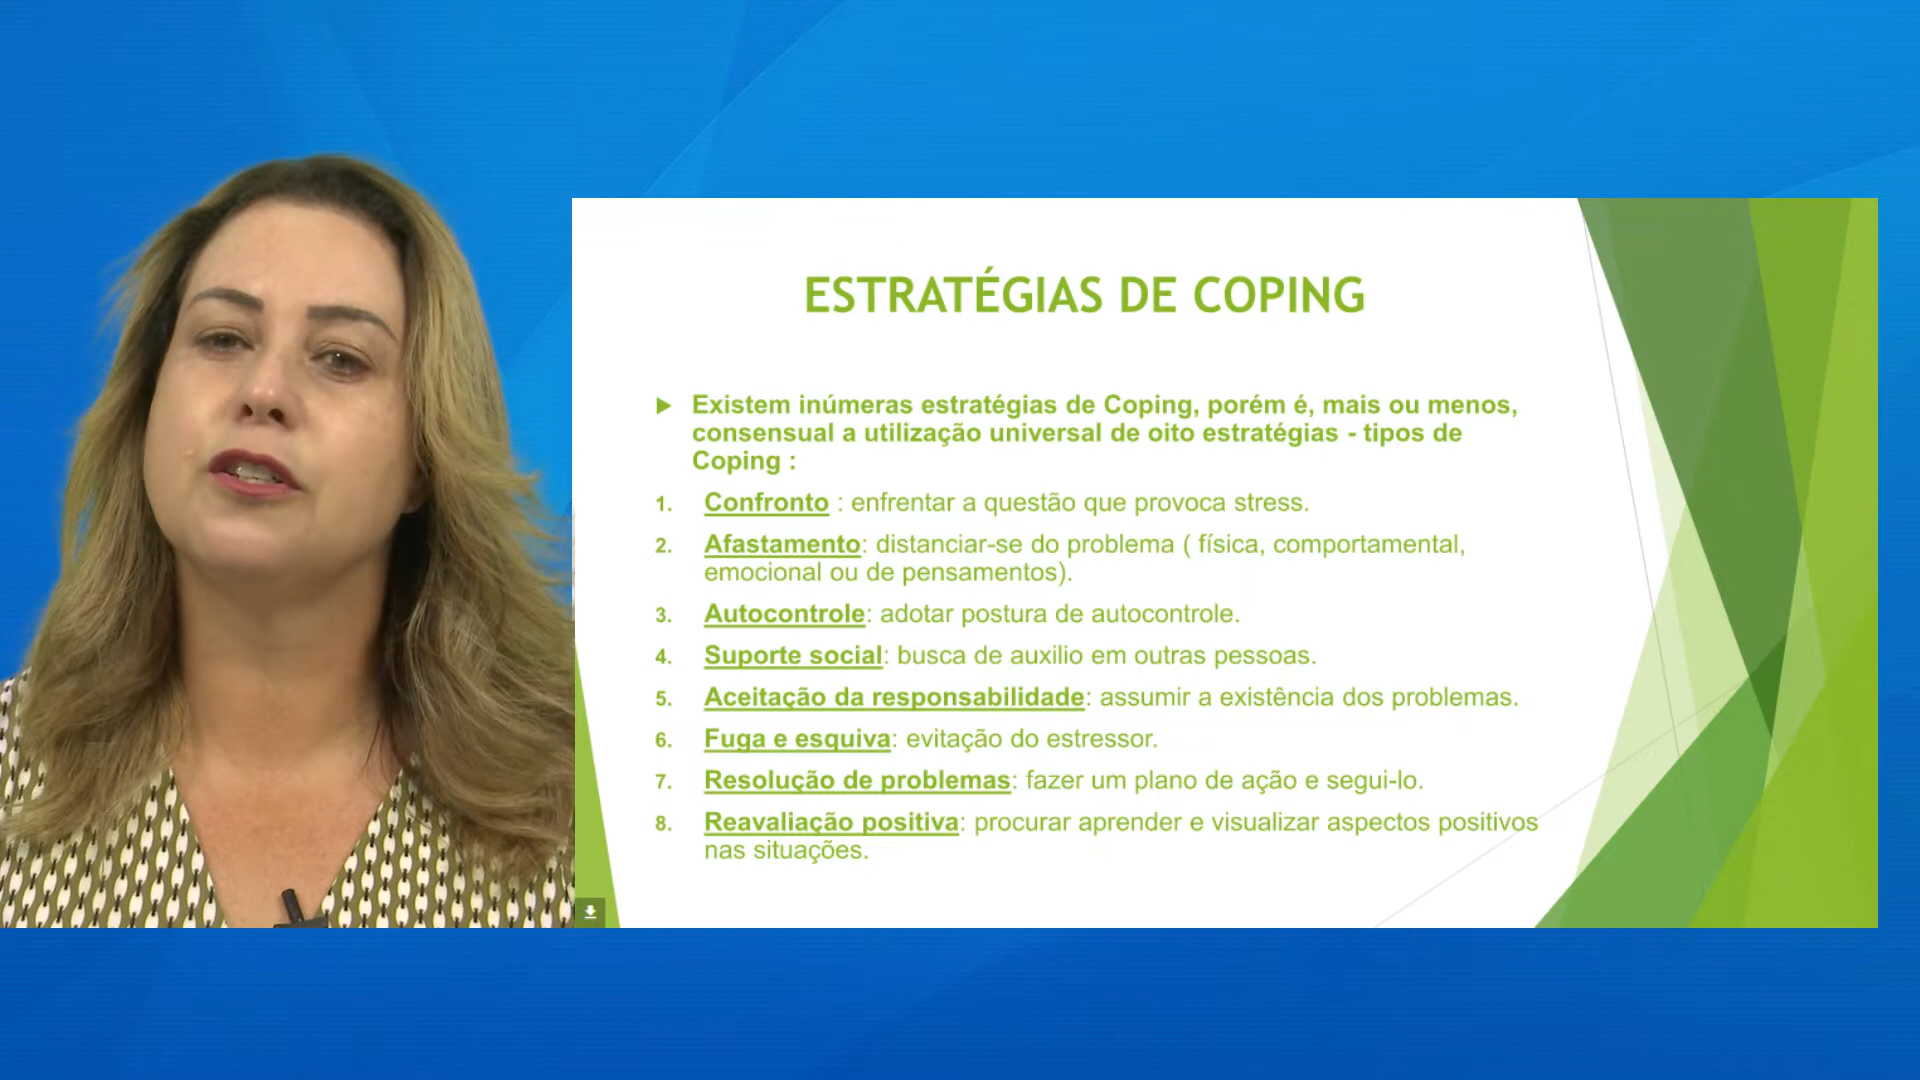 ESTRATÉGIAS DE COPING
Existem inúmeras estratégias de Coping, porém é, mais ou menos,
consensual a utilização universal de oito estratégias - tipos de
Coping :
1. Confronto : enfrentar a questão que provoca stress.
2. Afastamento: distanciar-se do problema ( física, comportamental,
emocional ou de pensamentos).
3. Autocontrole: adotar postura de autocontrole.
4. Suporte social: busca de auxilio em outras pessoas.
5. Aceitação da responsabilidade: assumir a existência dos problemas.
6. Fuga e esquiva: evitação do estressor.
7. Resolução de problemas: fazer um plano de ação e segui-lo.
8. Reavaliação positiva: procurar aprender e visualizar aspectos positivos
nas situações.